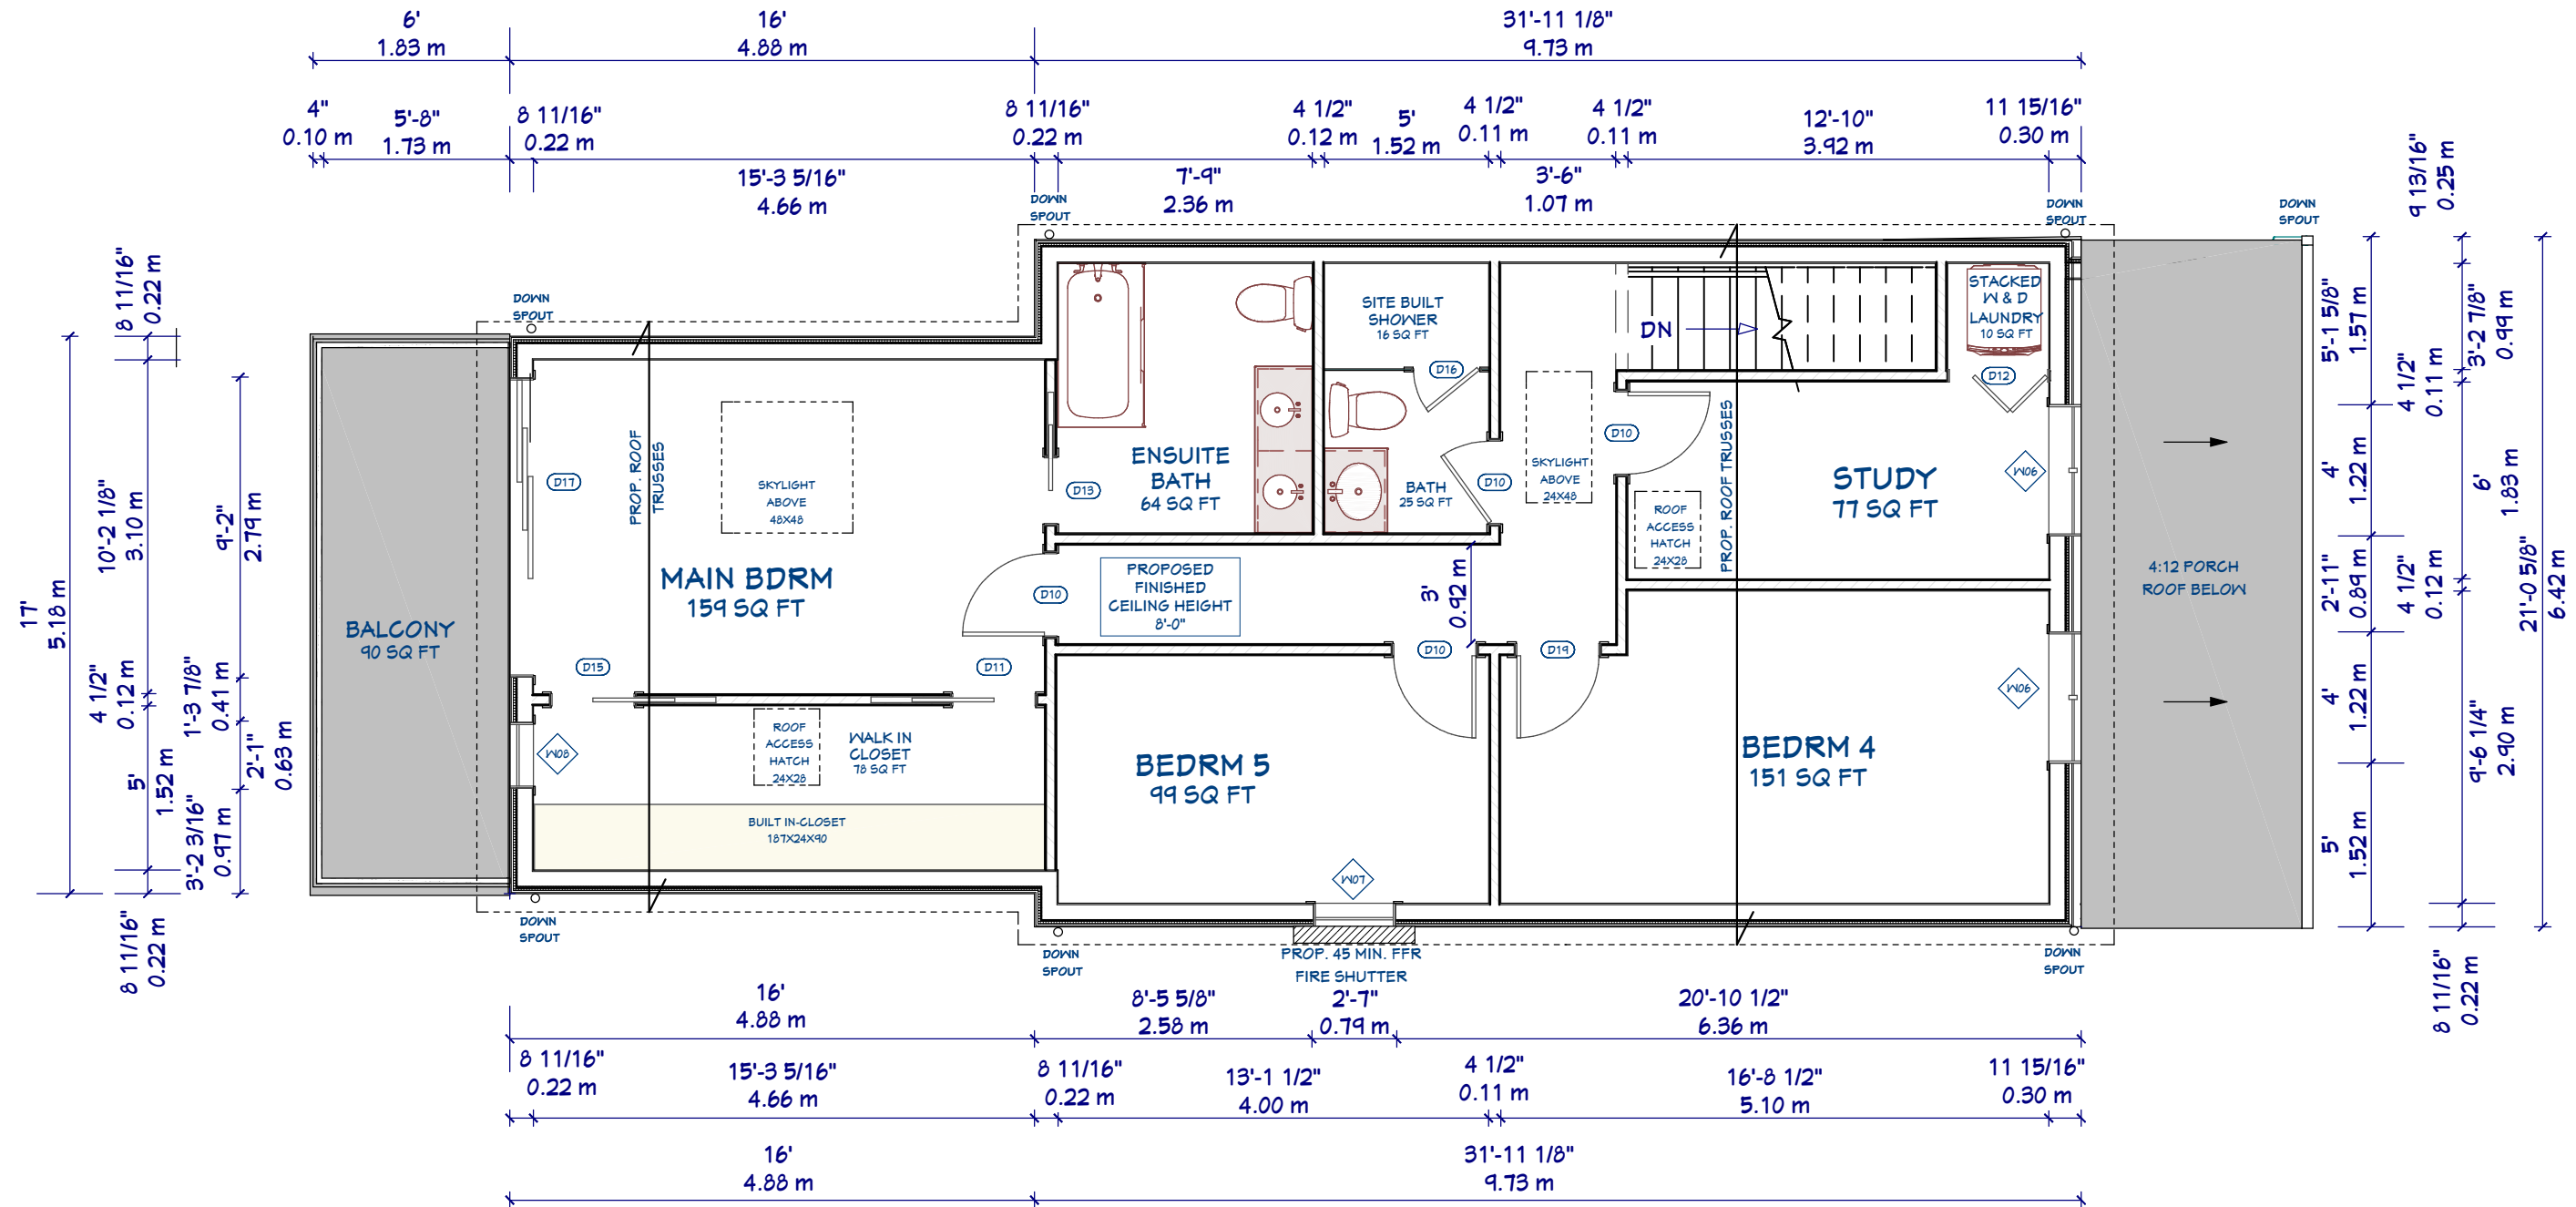 6'
1.83 m
16'
4.88 m
31'-11 1/8"
9.73 m
4"
0.10 m
5'-8"
1.73 m
8 11/16"
0.22 m
15'-3 5/16"
4.66 m
8 11/16"
0.22 m
7'-9"
2.36 m
4 1/2"
0.12 m
5'
1.52 m
4 1/2"
0.11 m
3'-6"
1.07 m
4 1/2"
0.11 m
12'-10"
3.92 m
11 15/16"
0.30 m
DOWN
SPOUT
DOWN
SPOUT
DOWN
SPOUT
DOWN
SPOUT
17'
5.18 m
8 11/16"
0.22 m
10'-2 1/8"
3.10 m
4 1/2"
0.12 m
5'
1.52 m
8 11/16"
0.22 m
9'-2"
2.79 m
1'-3 7/8"
0.41 m
2'-1"
0.63 m
3'-2 3/16"
0.97 m
BALCONY
90 SQ FT
D17
PROP. ROOF
TRUSSES
SKYLIGHT
ABOVE
48X48
MAIN BDRM
159 SQ FT
D15
D11
D10
W08
ROOF
ACCESS
HATCH
24X28
WALK IN
CLOSET
78 SQ FT
BUILT IN-CLOSET
187X24X90
ENSUITE
BATH
64 SQ FT
D13
SITE BUILT
SHOWER
16 SQ FT
D16
BATH
25 SQ FT
D10
SKYLIGHT
ABOVE
24X48
D10
DN
STACKED
W & D
LAUNDRY
10 SQ FT
D12
PROP. ROOF TRUSSES
ROOF
ACCESS
HATCH
24X28
STUDY
77 SQ FT
W06
PROPOSED
FINISHED
CEILING HEIGHT
8'-0"
3'
0.92 m
D10
D19
BEDRM 5
99 SQ FT
W07
BEDRM 4
151 SQ FT
W06
4:12 PORCH
ROOF BELOW
9 13/16"
0.25 m
5'-1 5/8"
1.57 m
4'
1.22 m
2'-11"
0.89 m
4'
1.22 m
5'
1.52 m
3'-2 7/8"
0.99 m
4 1/2"
0.11 m
6'
1.83 m
4 1/2"
0.12 m
9'-6 1/4"
2.90 m
8 11/16"
0.22 m
21'-0 5/8"
6.42 m
DOWN
SPOUT
DOWN
SPOUT
PROP. 45 MIN. FFR
FIRE SHUTTER
DOWN
SPOUT
16'
4.88 m
8'-5 5/8"
2.58 m
2'-7"
0.79 m
20'-10 1/2"
6.36 m
8 11/16"
0.22 m
15'-3 5/16"
4.66 m
8 11/16"
0.22 m
13'-1 1/2"
4.00 m
4 1/2"
0.11 m
16'-8 1/2"
5.10 m
11 15/16"
0.30 m
16'
4.88 m
31'-11 1/8"
9.73 m